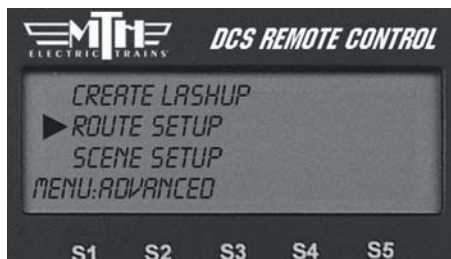 MTH
ELECTRIC TRAINS
DCS REMOTE CONTROL
CREATE LASHUP
ROUTE SETUP
SCENE SETUP
MENU:ADVANCED
S1 S2 S3 S4 S5